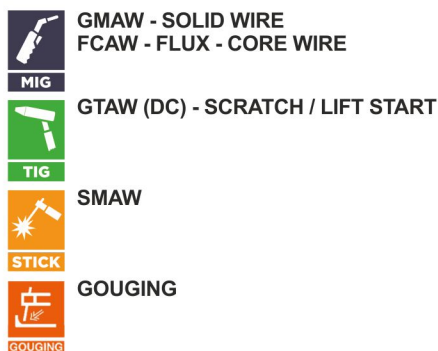 GMAW - SOLID WIRE
FCAW - FLUX - CORE WIRE
MIG
GTAW (DC) - SCRATCH / LIFT START
TIG
SMAW
STICK
GOUGING
GOUGING